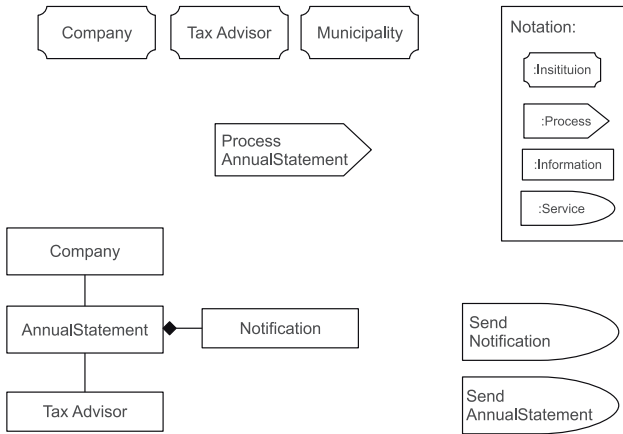 Company
Tax Advisor
Municipality
Notation:
:Insitituion
:Process
:Information
:Service
Process
AnnualStatement
Company
AnnualStatement
Notification
Tax Advisor
Send
Notification
Send
AnnualStatement